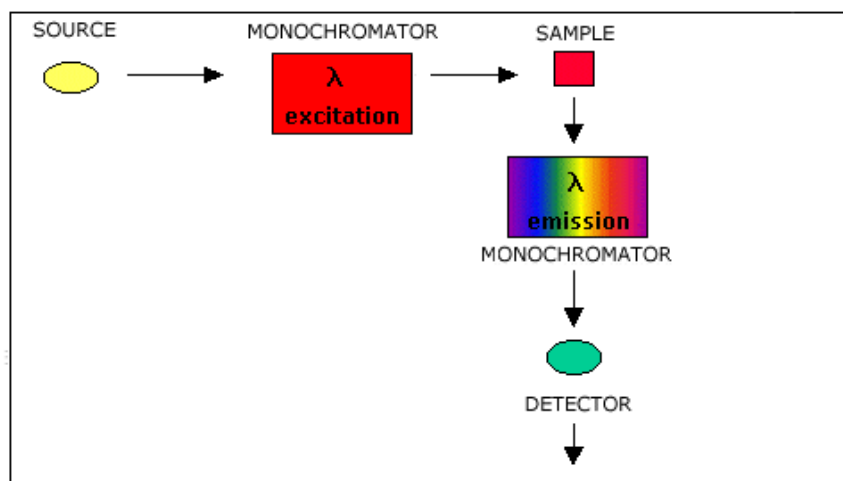 SOURCE
MONOCHROMATOR
SAMPLE
λ
excitation
λ
emission
MONOCHROMATOR
DETECTOR